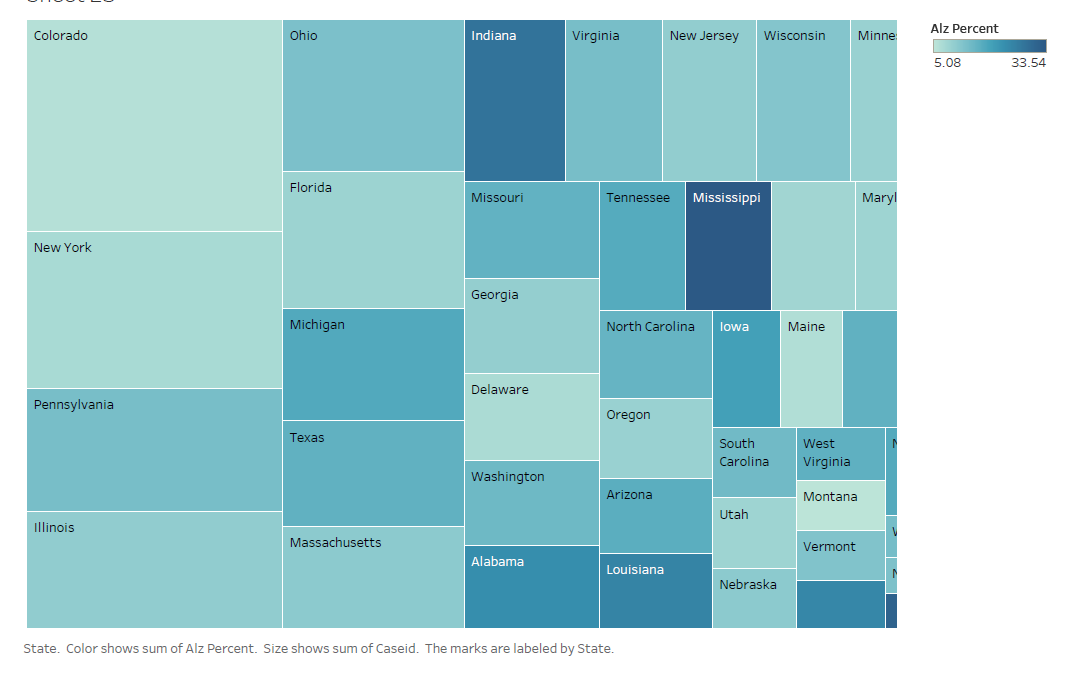 Colorado
New York
Pennsylvania
Illinois
Ohio
Florida
Michigan
Texas
Massachusetts
Indiana
Virginia
New Jersey
Wisconsin
Minnes
Missouri
Georgia
Delaware
Washington
Alabama
Tennessee
Mississippi
Maryl
North Carolina
Oregon
Arizona
Louisiana
Iowa
Maine
South
Carolina
Utah
Nebraska
West
Virginia
Montana
Vermont
Alz Percent
5.08 33.54
State. Color shows sum of Alz Percent. Size shows sum of Caseid. The marks are labeled by State.